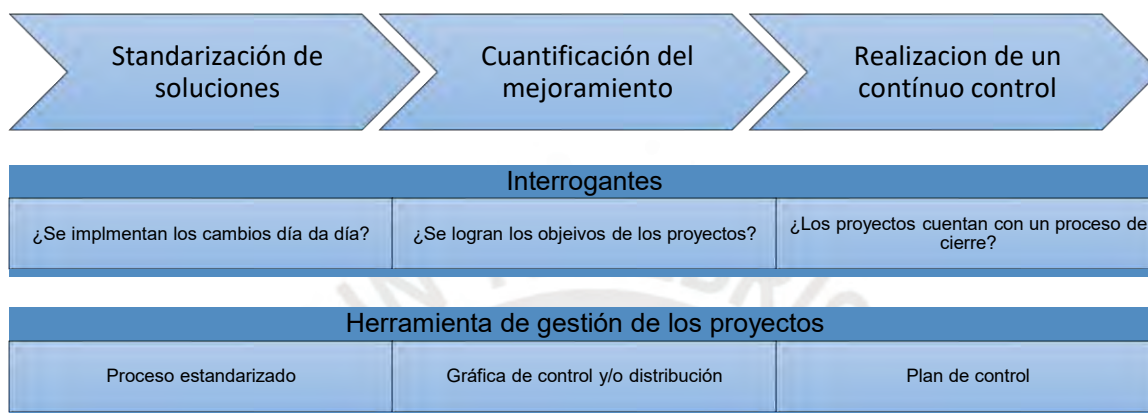 Standarización de
soluciones
Cuantificación del
mejoramiento
Realizacion de un
contínuo control
Interrogantes
¿Se implmentan los cambios día da día?
¿Se logran los objeivos de los proyectos?
¿Los proyectos cuentan con un proceso de
cierre?
Herramienta de gestión de los proyectos
Proceso estandarizado
Gráfica de control y/o distribución
Plan de control